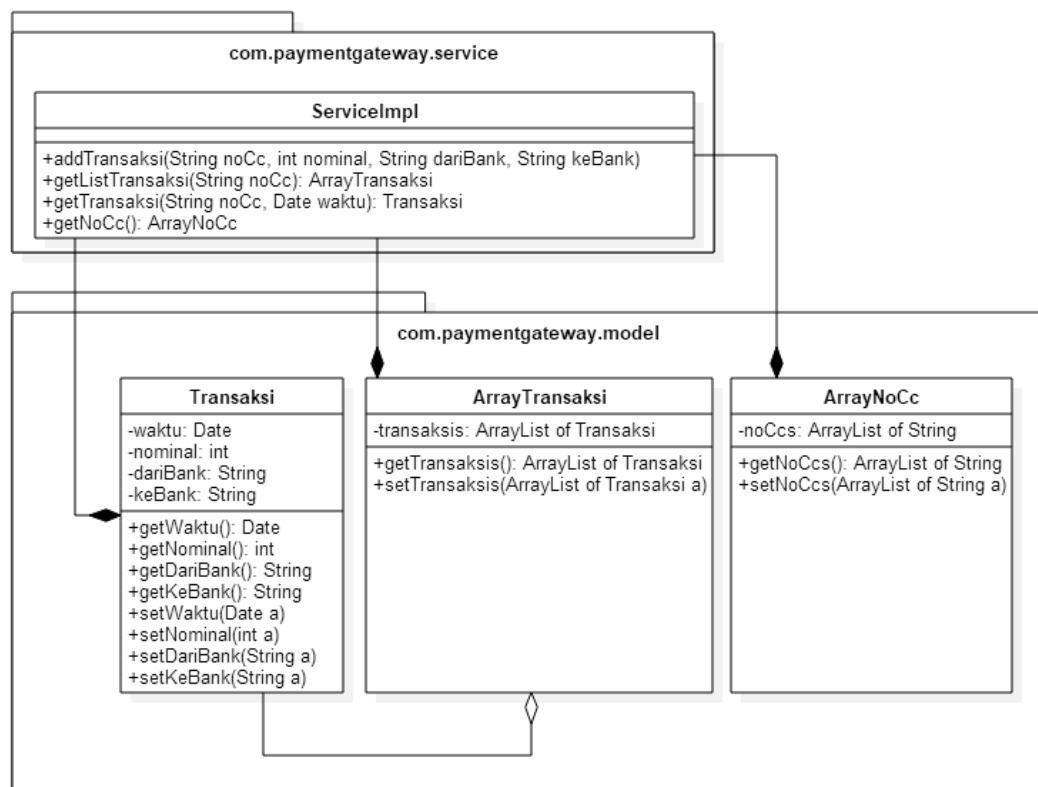 com.paymentgateway.service
ServiceImpl
+addTransaksi(String noCc, int nominal, String dariBank, String keBank)
+getListTransaksi(String noCc): ArrayTransaksi
+getTransaksi(String noCc, Date waktu): Transaksi
+getNoCc(): ArrayNoCc
com.paymentgateway.model
Transaksi
-waktu: Date
-nominal: int
-dariBank: String
-keBank: String
+getWaktu(): Date
+getNominal(): int
+getDariBank(): String
+getKeBank(): String
+setWaktu(Date a)
+setNominal(int a)
+setDariBank(String a)
+setKeBank(String a)
ArrayTransaksi
-transaksis: ArrayList of Transaksi
+getTransaksis(): ArrayList of Transaksi
+setTransaksis(ArrayList of Transaksi a)
ArrayNoCc
-noCcs: ArrayList of String
+getNoCcs(): ArrayList of String
+setNoCcs(ArrayList of String a)